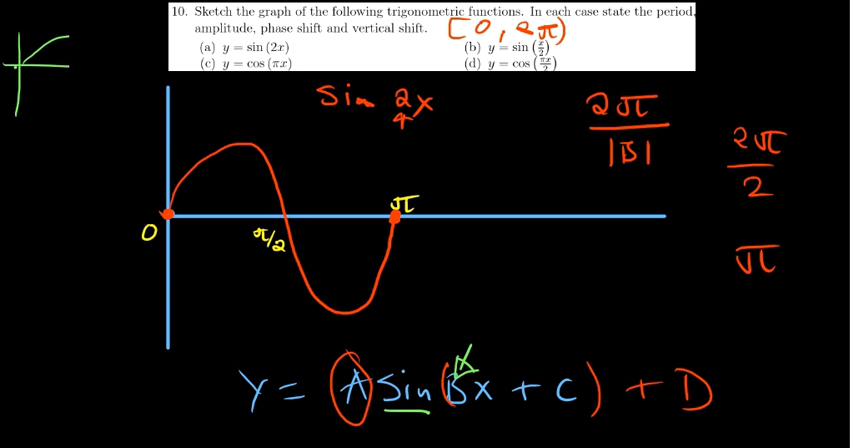 10. Sketch the graph of the following trigonometric functions. In each case state the period,
amplitude, phase shift and vertical shift. [0, 2π)
(a) y = sin (2x) (b) y = sin (x/2)
(c) y = cos (πx) (d) y = cos (πx/2)
Sin 2x
2π/|B|
2π/2
π
0 π/2 π
Y = A Sin (Bx + C) + D